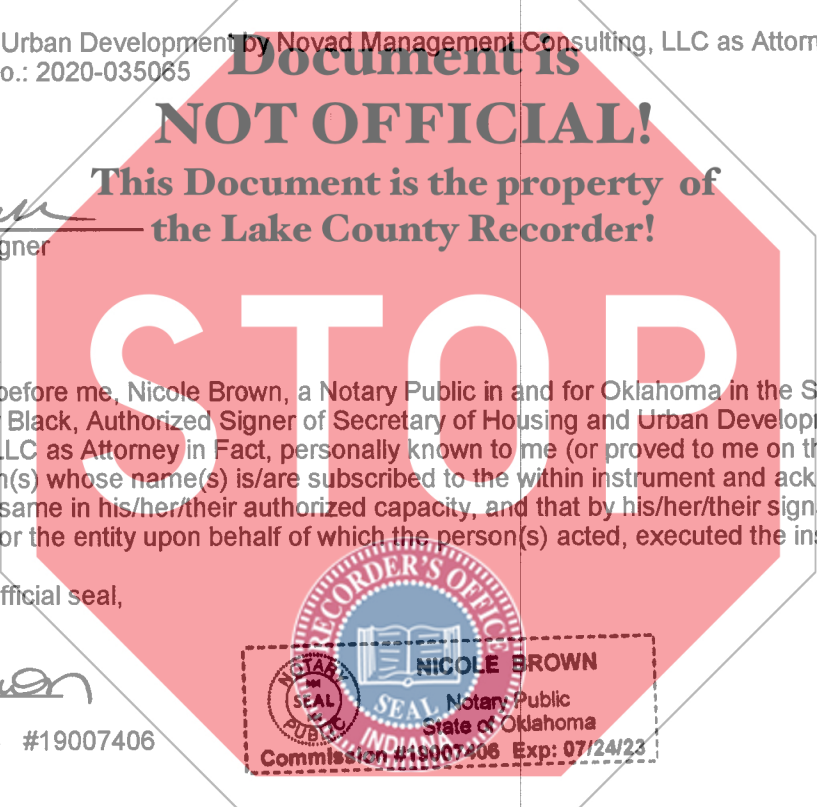 Urban Development by Novad Management Consulting, LLC as Attorn
o.: 2020-035065
Document is
NOT OFFICIAL!
This Document is the property of
the Lake County Recorder!
gner
STOP
before me, Nicole Brown, a Notary Public in and for Oklahoma in the S
Black, Authorized Signer of Secretary of Housing and Urban Developm
LLC as Attorney in Fact, personally known to me (or proved to me on th
n(s) whose name(s) is/are subscribed to the within instrument and ack
same in his/her/their authorized capacity, and that by his/her/their sign
or the entity upon behalf of which the person(s) acted, executed the ins
fficial seal,
RECORDER'S OFFICE
SEAL
INDIANA
NOTARY
SEAL
PUBLIC
NICOLE BROWN
Notary Public
State of Oklahoma
Commission #19007406 Exp: 07/24/23
#19007406